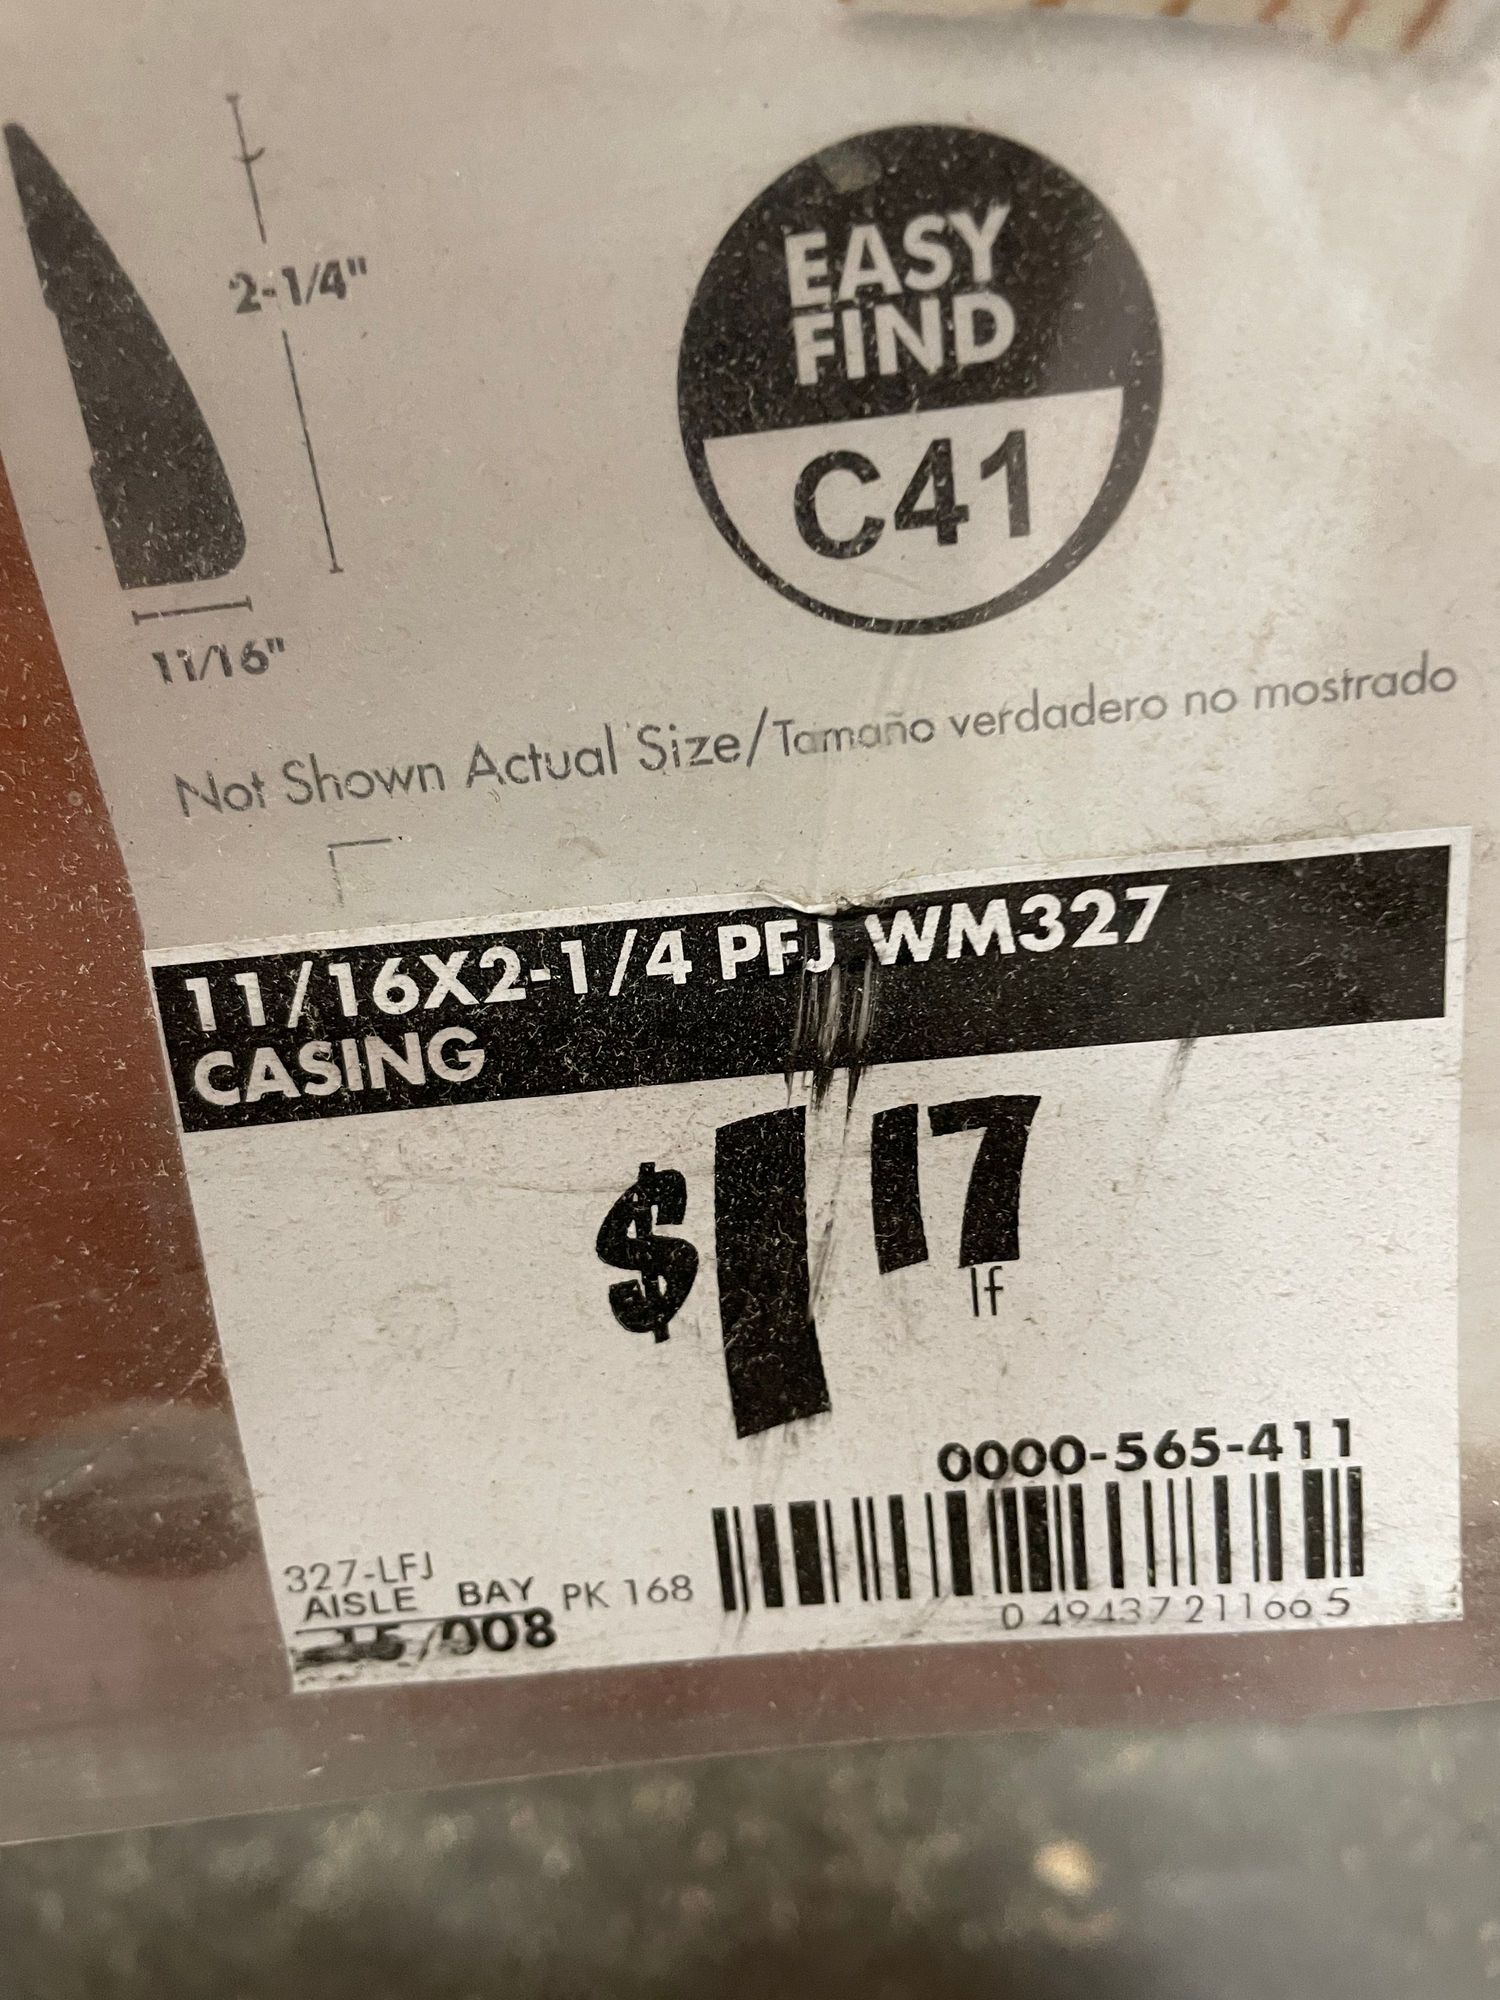 2-1/4"
11/16"
EASY
FIND
C41
Not Shown Actual Size/Tamaño verdadero no mostrado
11/16X2-1/4 PFJ WM327
CASING
$1 17
lf
0000-565-411
327-LFJ
AISLE BAY PK 168
15/008
0 49437 21166 5